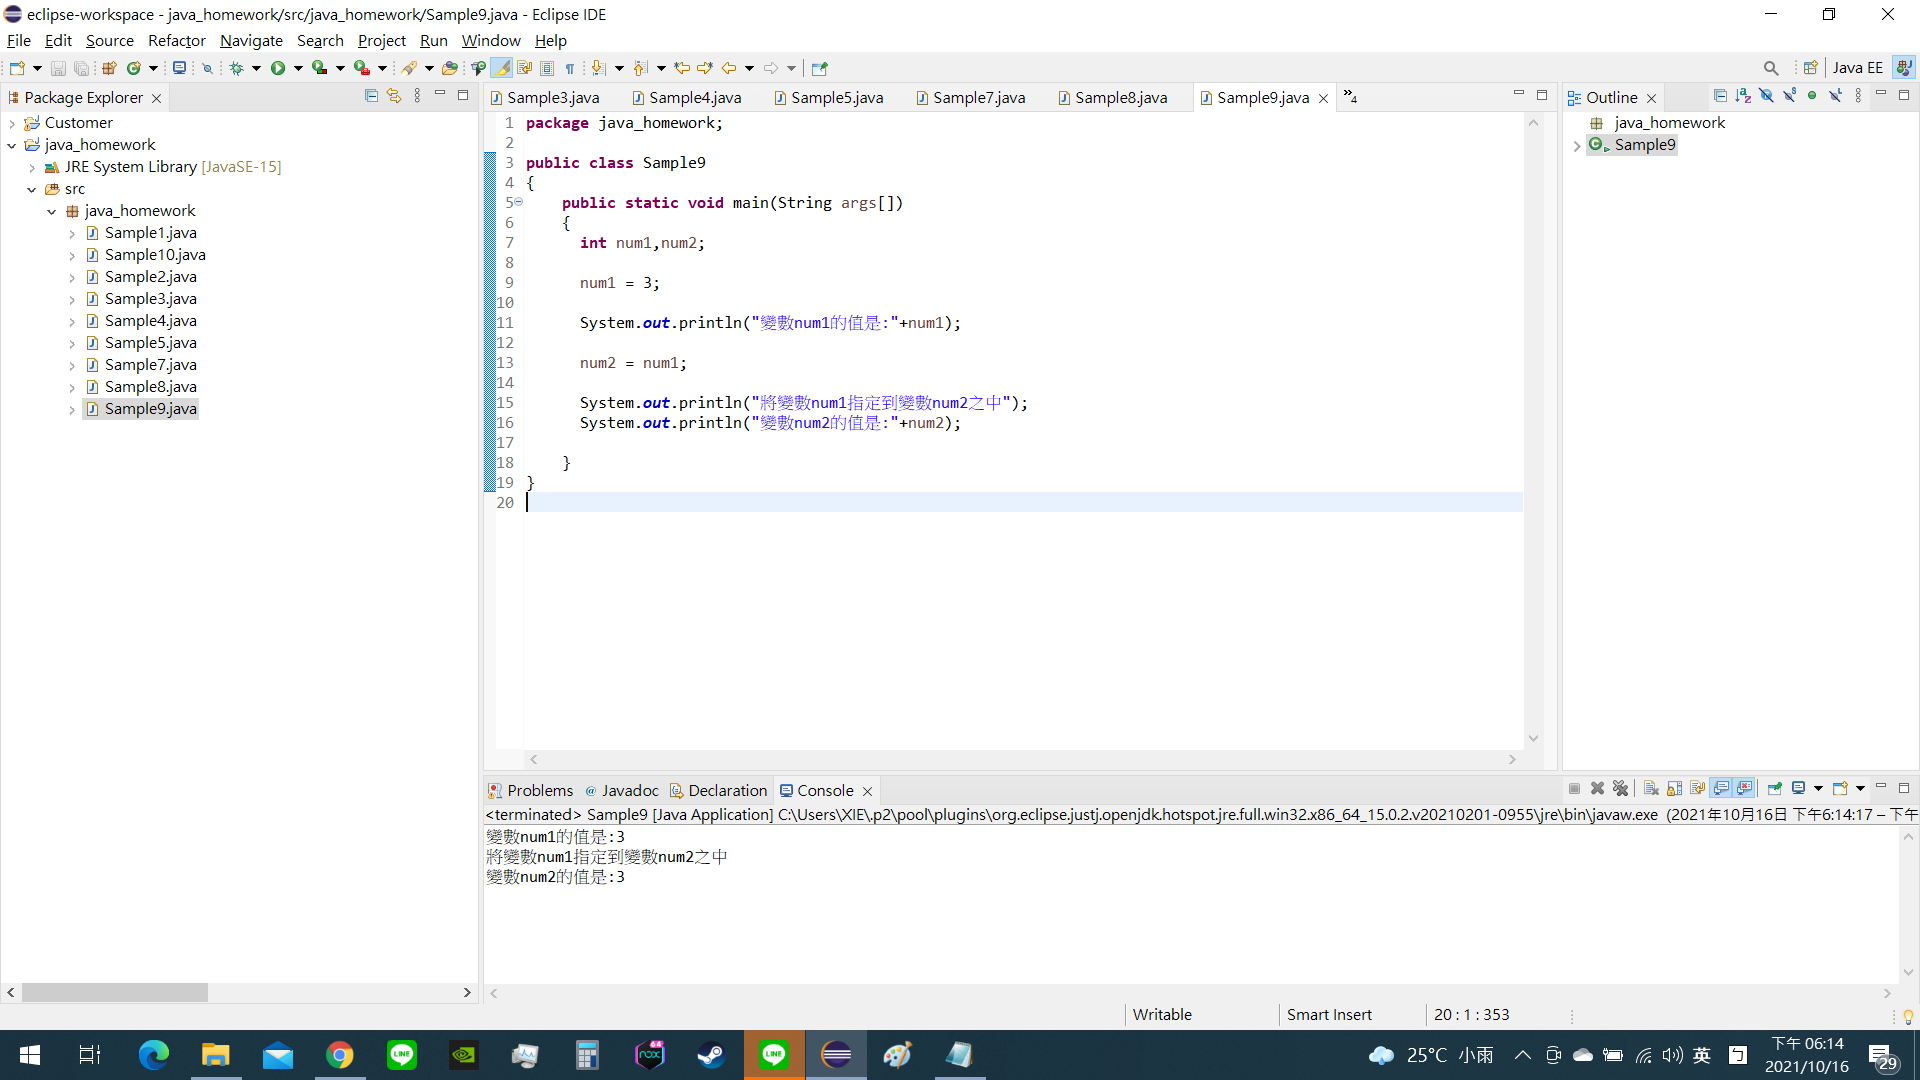 eclipse-workspace - java_homework/src/java_homework/Sample9.java - Eclipse IDE
File Edit Source Refactor Navigate Search Project Run Window Help
Java EE
Package Explorer
Customer
java_homework
JRE System Library [JavaSE-15]
src
java_homework
Sample1.java
Sample10.java
Sample2.java
Sample3.java
Sample4.java
Sample5.java
Sample7.java
Sample8.java
Sample9.java
Sample3.java Sample4.java Sample5.java Sample7.java Sample8.java Sample9.java »4
1 package java_homework;
2
3 public class Sample9
4 {
5 public static void main(String args[])
6 {
7 int num1,num2;
8
9 num1 = 3;
10
11 System.out.println("變數num1的值是:"+num1);
12
13 num2 = num1;
14
15 System.out.println("將變數num1指定到變數num2之中");
16 System.out.println("變數num2的值是:"+num2);
17
18 }
19 }
20
Outline
java_homework
Sample9
Problems @ Javadoc Declaration Console
<terminated> Sample9 [Java Application] C:\Users\XIE\.p2\pool\plugins\org.eclipse.justj.openjdk.hotspot.jre.full.win32.x86_64_15.0.2.v20210201-0955\jre\bin\javaw.exe (2021年10月16日 下午6:14:17 – 下午
變數num1的值是:3
將變數num1指定到變數num2之中
變數num2的值是:3
Writable Smart Insert 20 : 1 : 353
LINE
nox
64
LINE
25°C 小雨
英
下午 06:14
2021/10/16
29